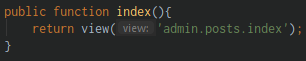 public function index(){
    return view( view: 'admin.posts.index');
}